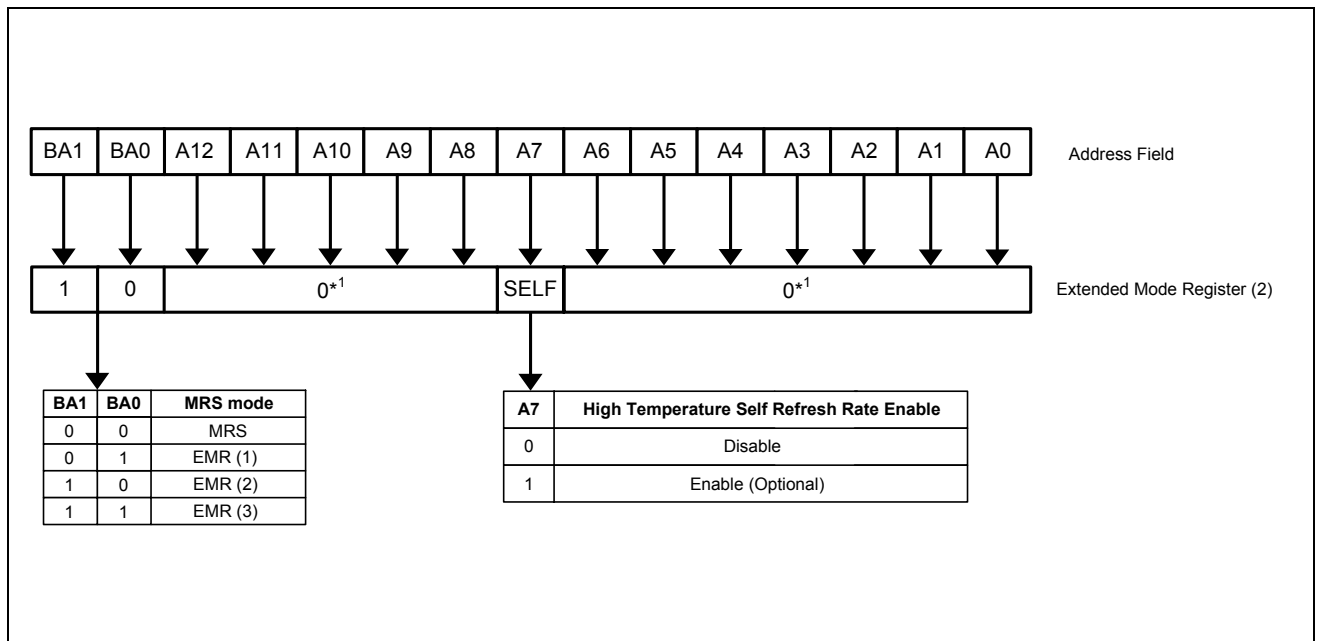 BA1 BA0 A12 A11 A10 A9 A8 A7 A6 A5 A4 A3 A2 A1 A0 Address Field
1 0 0*1 SELF 0*1 Extended Mode Register (2)
BA1 BA0 MRS mode
0 0 MRS
0 1 EMR (1)
1 0 EMR (2)
1 1 EMR (3)
A7 High Temperature Self Refresh Rate Enable
0 Disable
1 Enable (Optional)